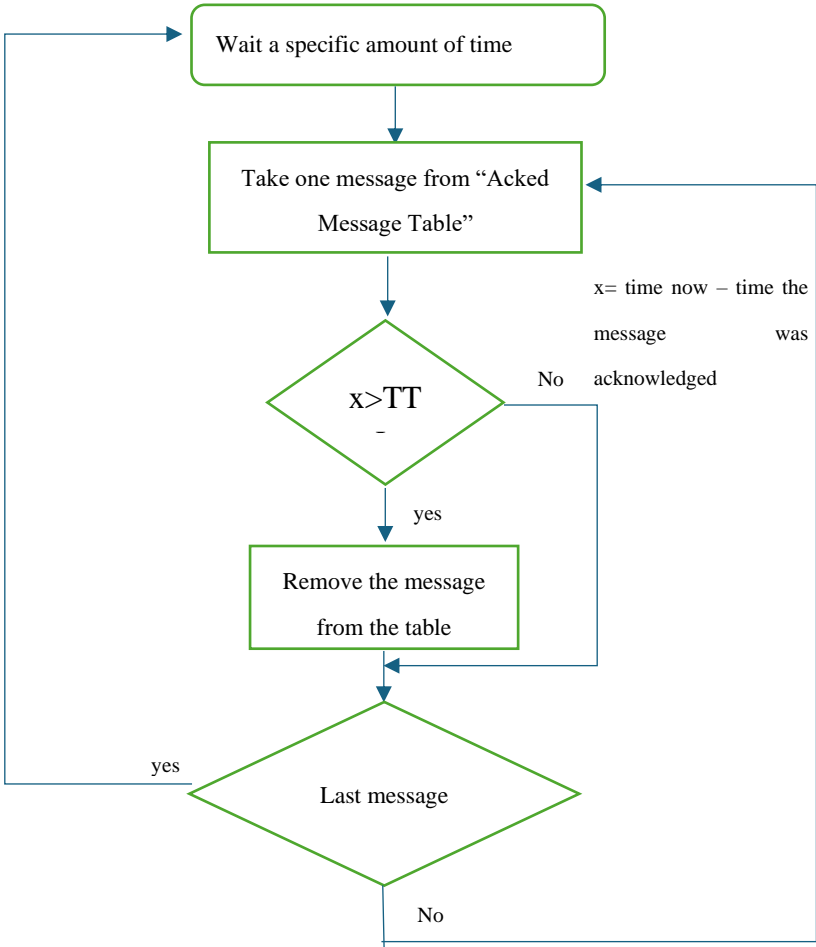 Wait a specific amount of time
Take one message from “Acked
Message Table”
x= time now – time the
message was
acknowledged
No
x>TT
yes
Remove the message
from the table
yes
Last message
No